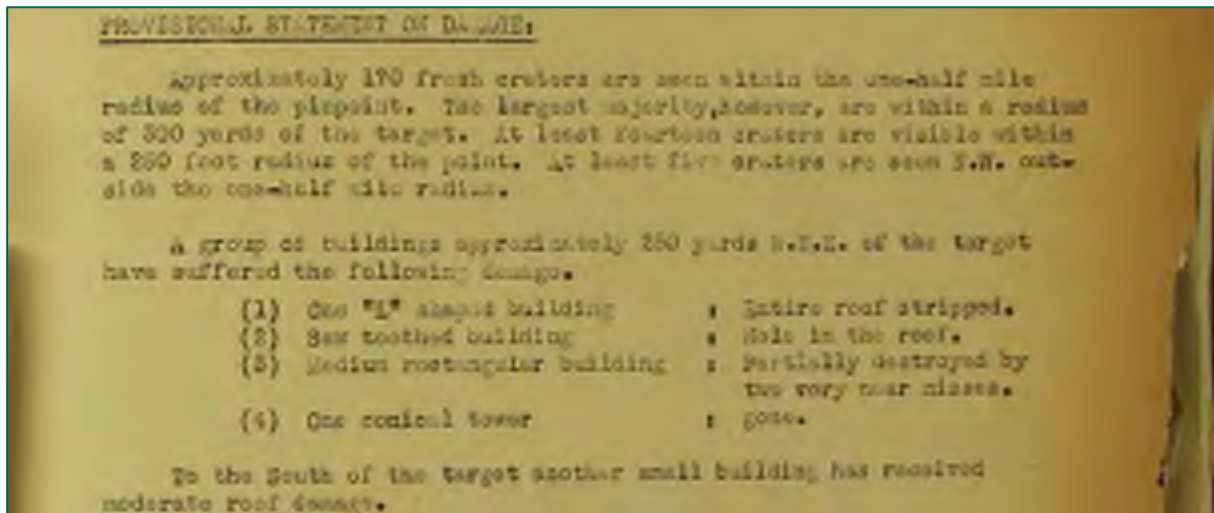 PROVISIONAL STATEMENT ON DAMAGE:
Approximately 170 fresh craters are seen within the one-half mile
radius of the pinpoint. The largest majority, however, are within a radius
of 300 yards of the target. At least fourteen craters are visible within
a 250 foot radius of the point. At least five craters are seen out-
side the one-half mile radius.
A group of buildings approximately 250 yards of the target
have suffered the following damage.
(1) One shaped building : Entire roof stripped.
(2) Saw toothed building : Hole in the roof.
(3) Medium rectangular building : Partially destroyed by
two very near misses.
(4) One conical tower : gone.
To the South of the target another small building has received
moderate roof damage.